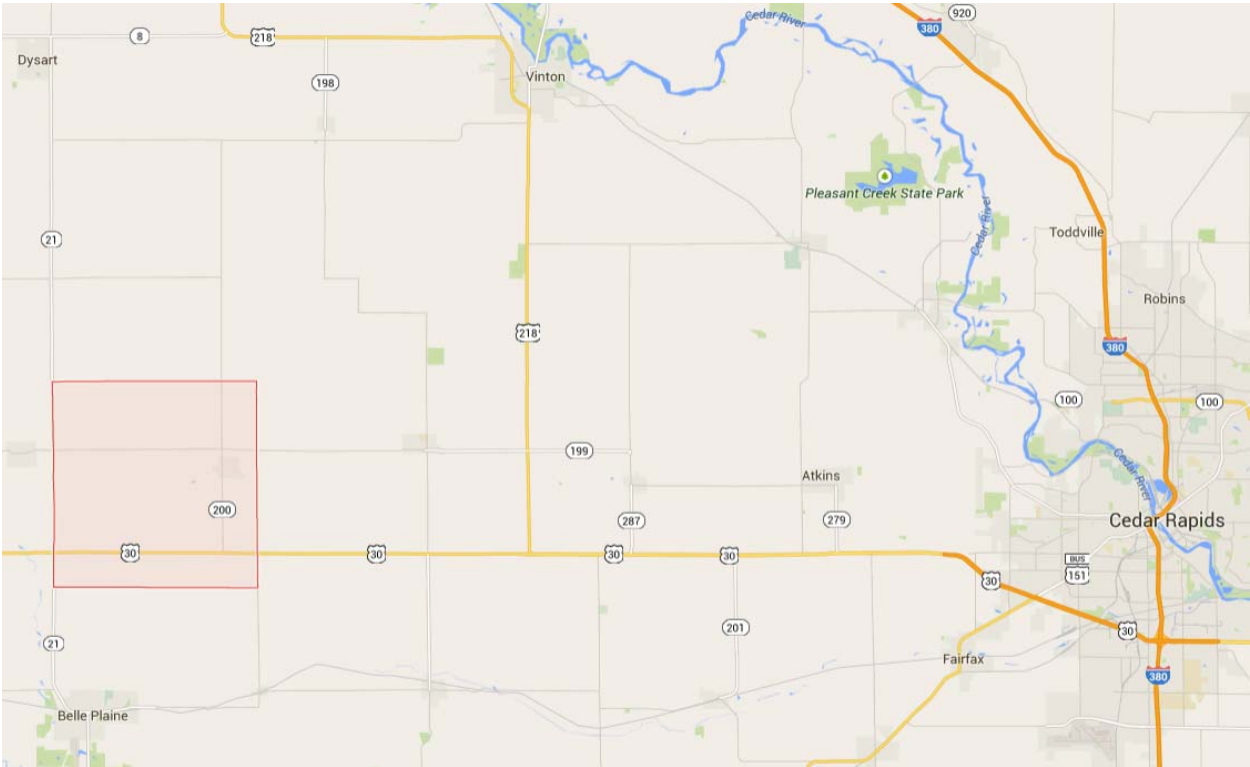 920
Cedar River
380
8
218
Dysart
Vinton
198
Pleasant Creek State Park
Cedar River
21
Toddville
Robins
218
380
100
100
199
Cedar River
Atkins
200
287
279
Cedar Rapids
30
30
30
30
BUS
151
30
201
30
21
Fairfax
380
Belle Plaine